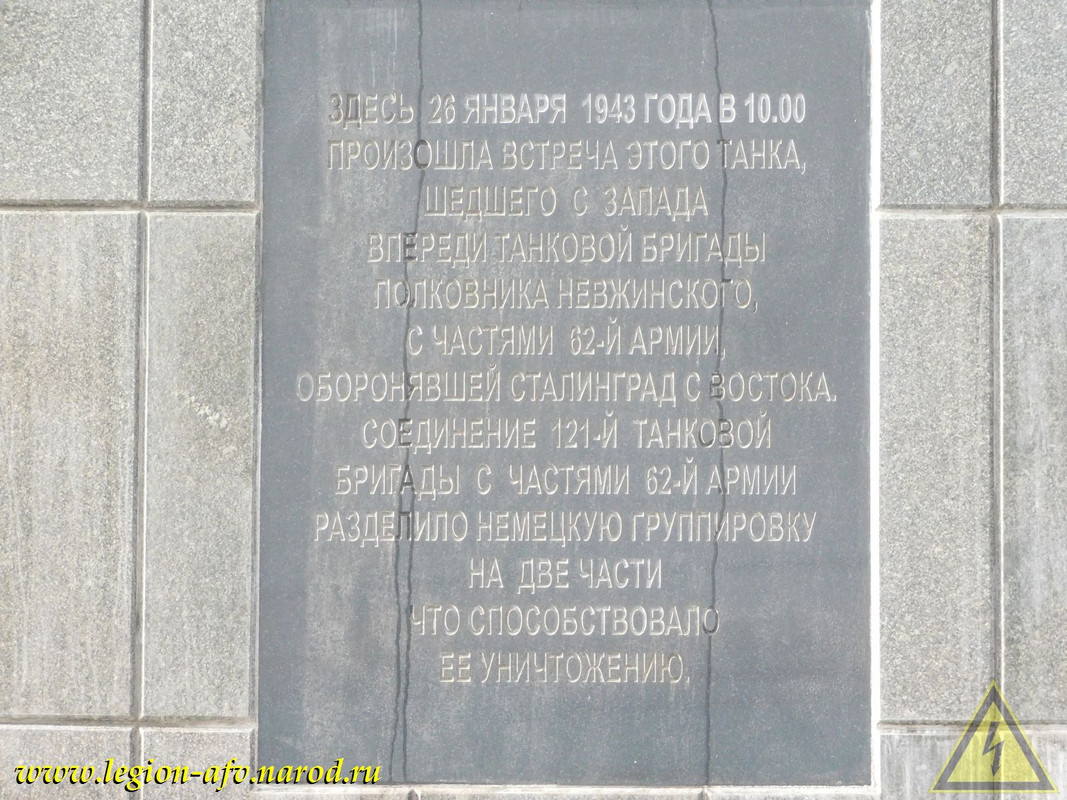 ЗДЕСЬ 26 ЯНВАРЯ 1943 ГОДА В 10.00
ПРОИЗОШЛА ВСТРЕЧА ЭТОГО ТАНКА,
ШЕДШЕГО С ЗАПАДА
ВПЕРЕДИ ТАНКОВОЙ БРИГАДЫ
ПОЛКОВНИКА НЕВЖИНСКОГО,
С ЧАСТЯМИ 62-Й АРМИИ,
ОБОРОНЯВШЕЙ СТАЛИНГРАД С ВОСТОКА.
СОЕДИНЕНИЕ 121-Й ТАНКОВОЙ
БРИГАДЫ С ЧАСТЯМИ 62-Й АРМИИ
РАЗДЕЛИЛО НЕМЕЦКУЮ ГРУППИРОВКУ
НА ДВЕ ЧАСТИ
ЧТО СПОСОБСТВОВАЛО
ЕЕ УНИЧТОЖЕНИЮ.
www.legion-afv.narod.ru